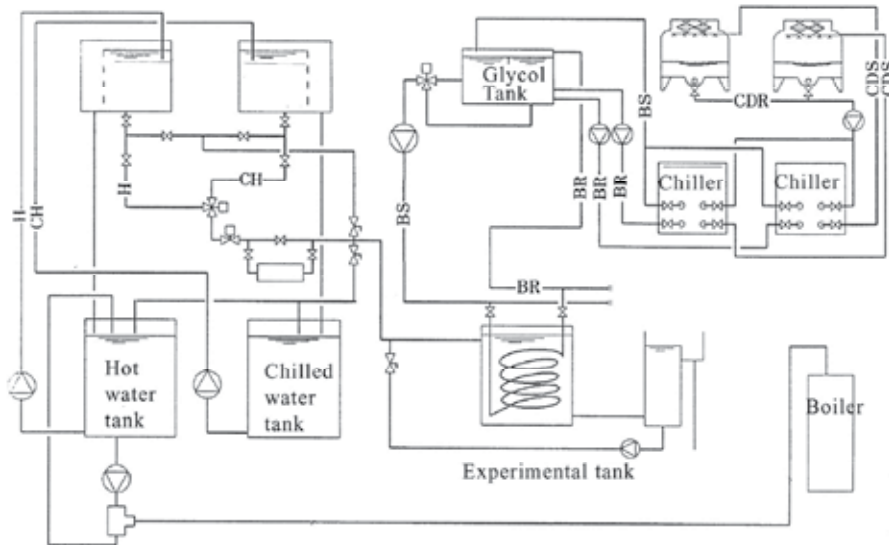 Glycol
Tank
BS
CDR
CDS
CDS
H
CH
BS
BR
BR
BR
Chiller
Chiller
H
CH
BR
Hot
water
tank
Chilled
water
tank
Boiler
Experimental tank